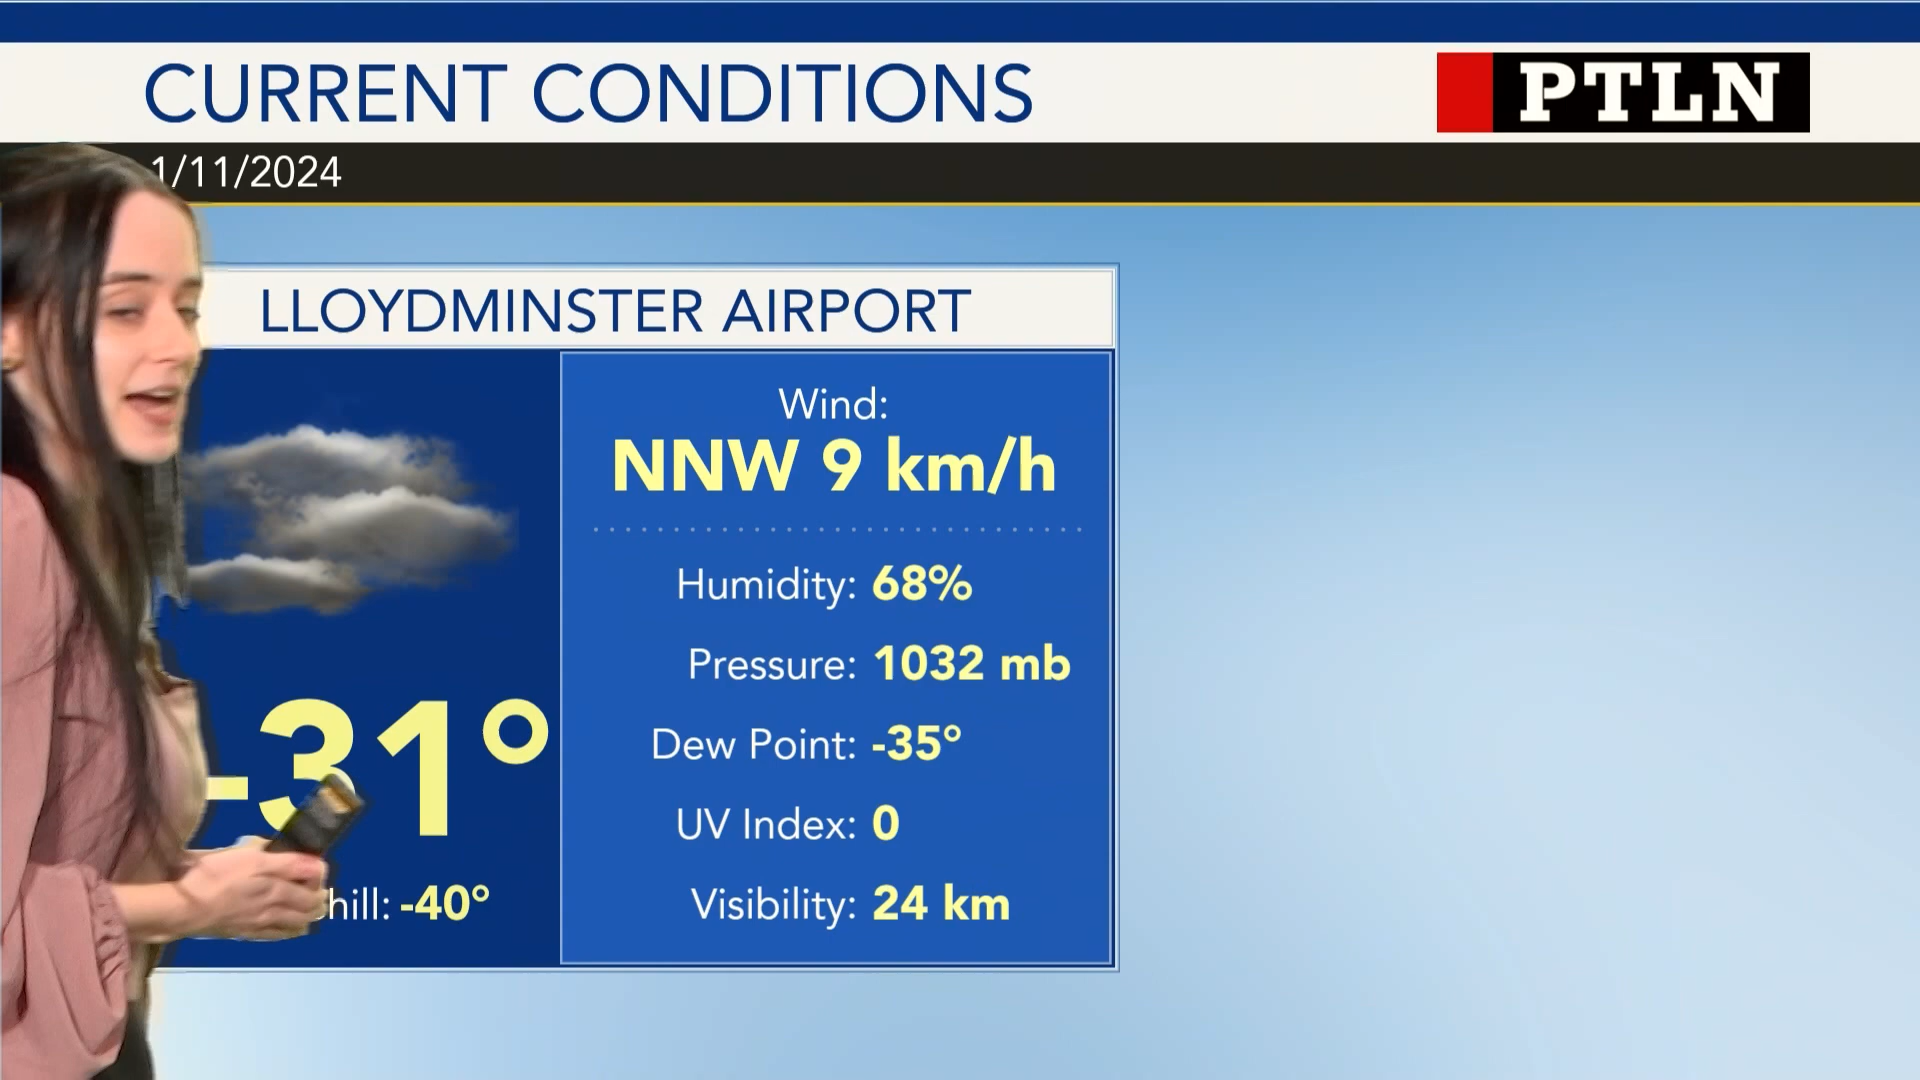 CURRENT CONDITIONS
PTLN
1/11/2024
LLOYDMINSTER AIRPORT
Wind:
NNW 9 km/h
Humidity: 68%
Pressure: 1032 mb
Dew Point: -35°
UV Index: 0
Visibility: 24 km
-31°
hill: -40°